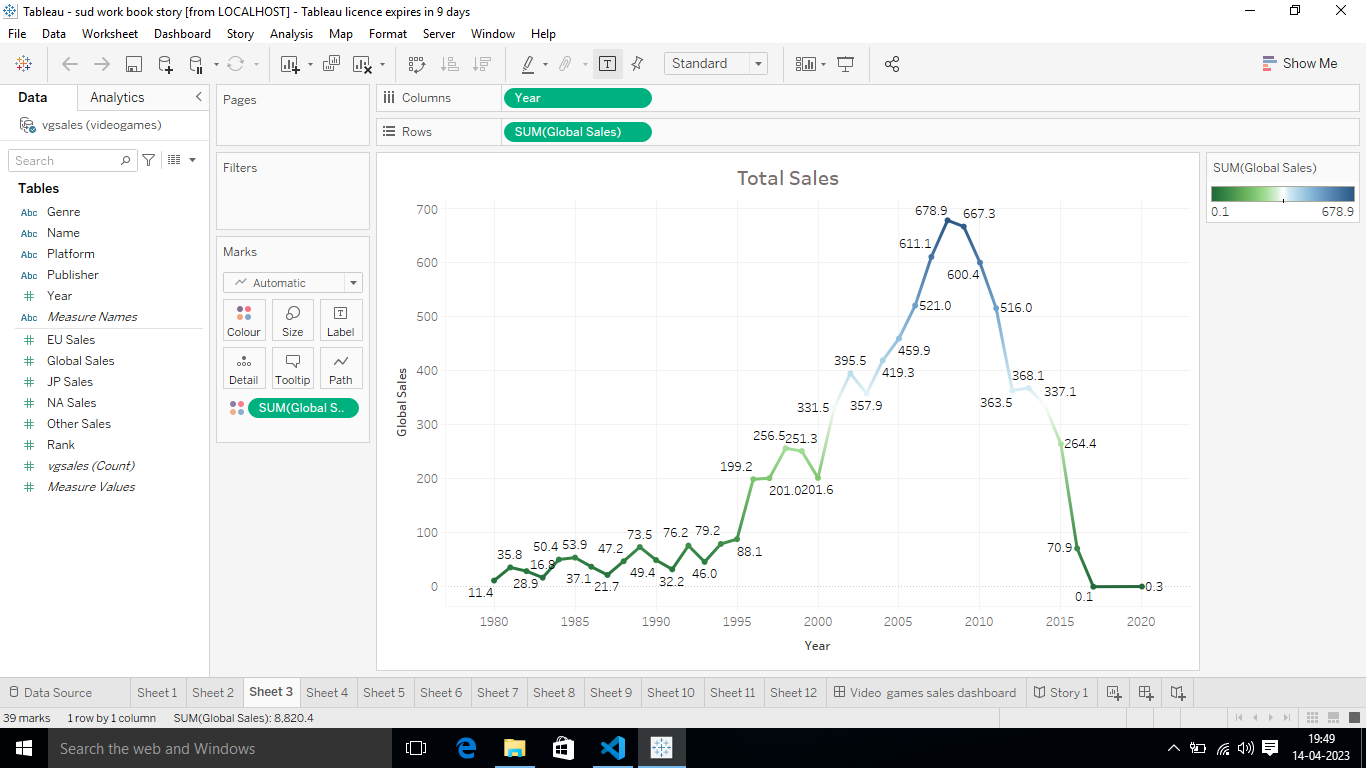 Tableau - sud work book story [from LOCALHOST] - Tableau licence expires in 9 days
File Data Worksheet Dashboard Story Analysis Map Format Server Window Help
Standard
Show Me
Data Analytics
vgsales (videogames)
Search
Tables
Abc Genre
Abc Name
Abc Platform
Abc Publisher
Year
Abc Measure Names
EU Sales
Global Sales
JP Sales
NA Sales
Other Sales
Rank
vgsales (Count)
Measure Values
Pages
Filters
Marks
Automatic
Colour Size Label
Detail Tooltip Path
SUM(Global S..
Columns Year
Rows SUM(Global Sales)
Total Sales
Global Sales
700
600
500
400
300
200
100
0
11.4
35.8
28.9
16.8
50.4
53.9
37.1
21.7
47.2
73.5
49.4
32.2
76.2
46.0
79.2
88.1
199.2
201.0
256.5
251.3
201.6
331.5
395.5
357.9
419.3
459.9
521.0
611.1
678.9
667.3
600.4
516.0
363.5
368.1
337.1
264.4
70.9
0.1
0.3
1980 1985 1990 1995 2000 2005 2010 2015 2020
Year
SUM(Global Sales)
0.1 678.9
Data Source Sheet 1 Sheet 2 Sheet 3 Sheet 4 Sheet 5 Sheet 6 Sheet 7 Sheet 8 Sheet 9 Sheet 10 Sheet 11 Sheet 12 Video games sales dashboard Story 1
39 marks 1 row by 1 column SUM(Global Sales): 8,820.4
Search the web and Windows
19:49
14-04-2023